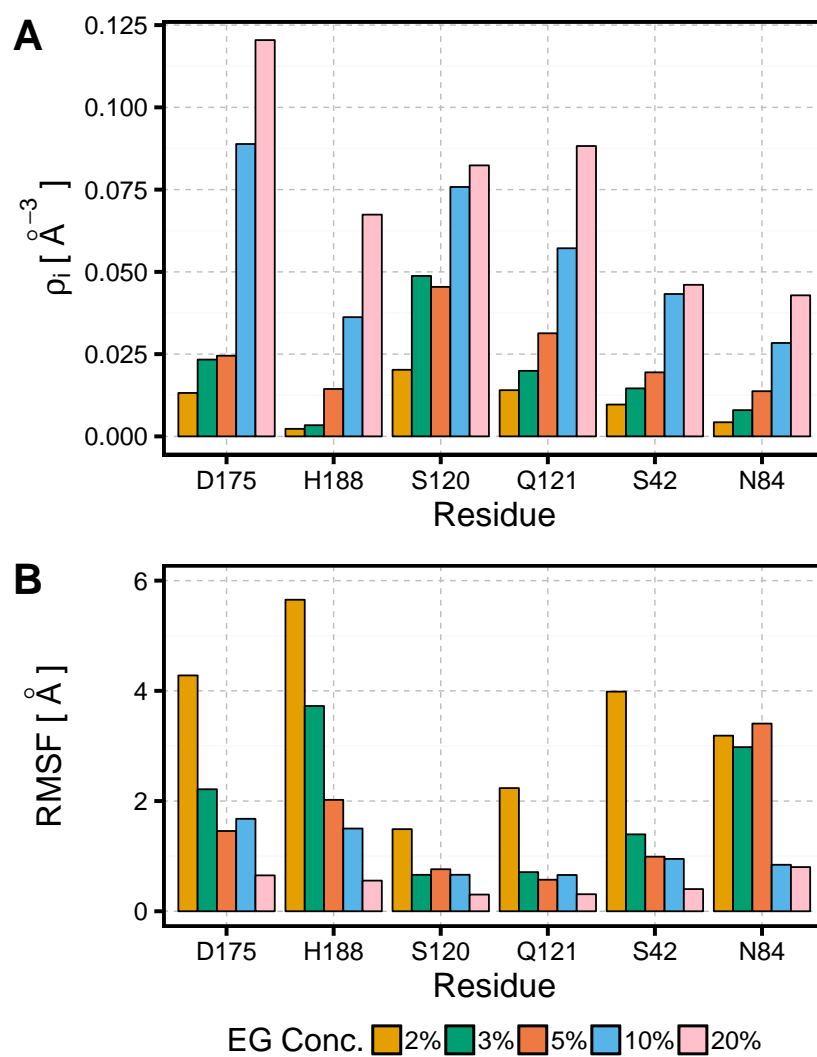 A
ρi [ Å−3 ]
0.125
0.100
0.075
0.050
0.025
0.000
D175 H188 S120 Q121 S42 N84
Residue
B
RMSF [ Å ]
6
4
2
0
D175 H188 S120 Q121 S42 N84
Residue
EG Conc. 2% 3% 5% 10% 20%